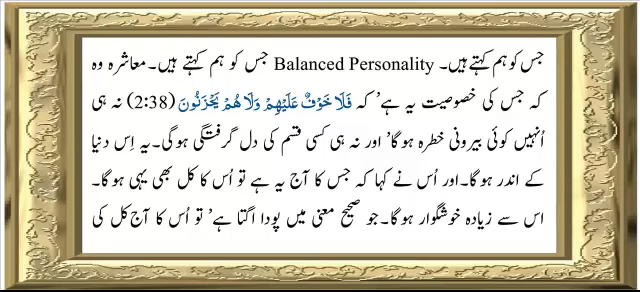 جس کو ہم کہتے ہیں۔ Balanced Personality جس کو ہم کہتے ہیں۔ معاشرہ وہ
کہ جس کی خصوصیت یہ ہے’ کہ فَلَا خَوْفٌ عَلَيْهِمْ وَلَا هُمْ يَحْزَنُونَ (2:38) نہ ہی
اُنہیں کوئی بیرونی خطرہ ہوگا’ اور نہ ہی کسی قسم کی دل گرفتگی ہوگی۔ یہ اِس دنیا
کے اندر ہوگا۔ اور اُس نے کہا کہ جس کا آج یہ ہے تو اُس کا کل بھی یہی ہوگا۔
اس سے زیادہ خوشگوار ہوگا۔ جو صحیح معنی میں پودا اگتا ہے’ تو اُس کا آج کل کی